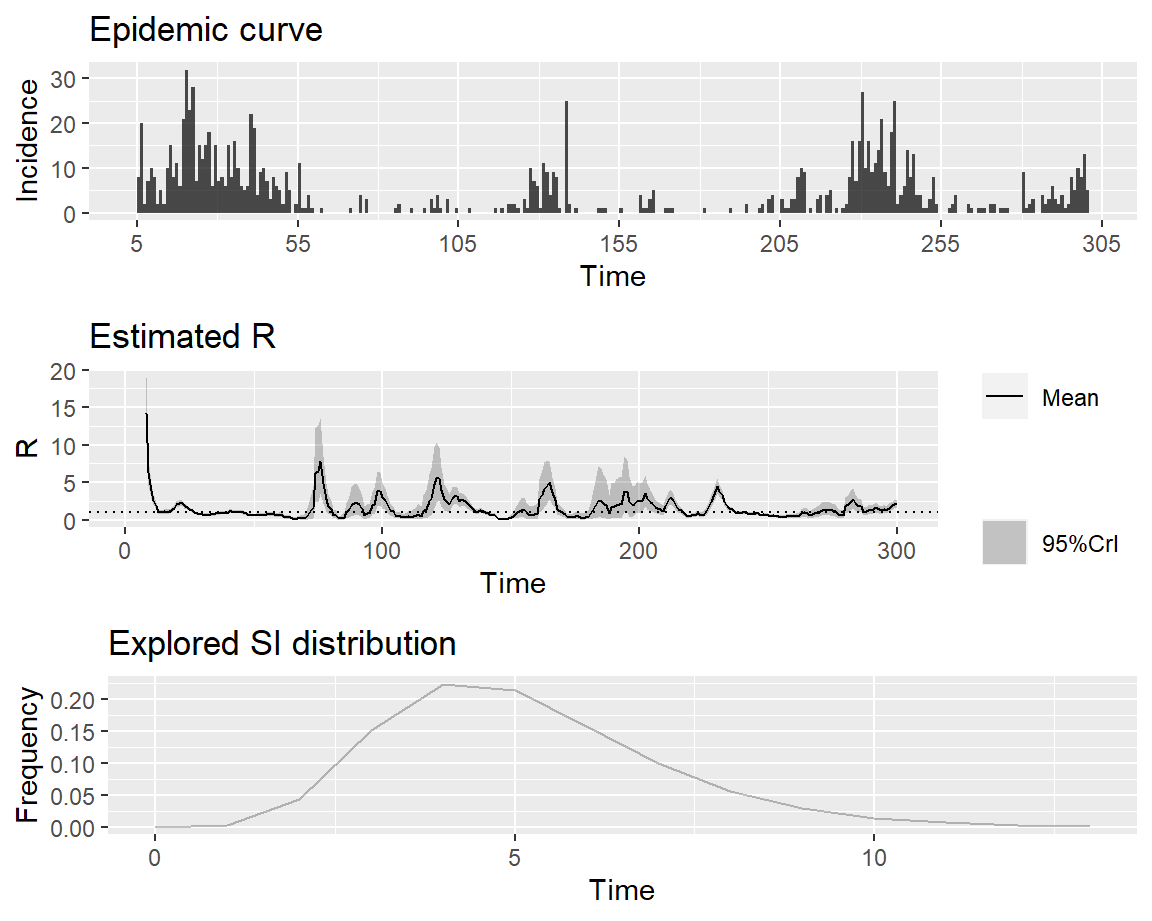 Epidemic curve
Incidence
30
20
10
0
5 55 105 155 205 255 305
Time
Estimated R
R
20
15
10
5
0
0 100 200 300
Time
Mean
95%CrI
Explored SI distribution
Frequency
0.20
0.15
0.10
0.05
0.00
0 5 10
Time